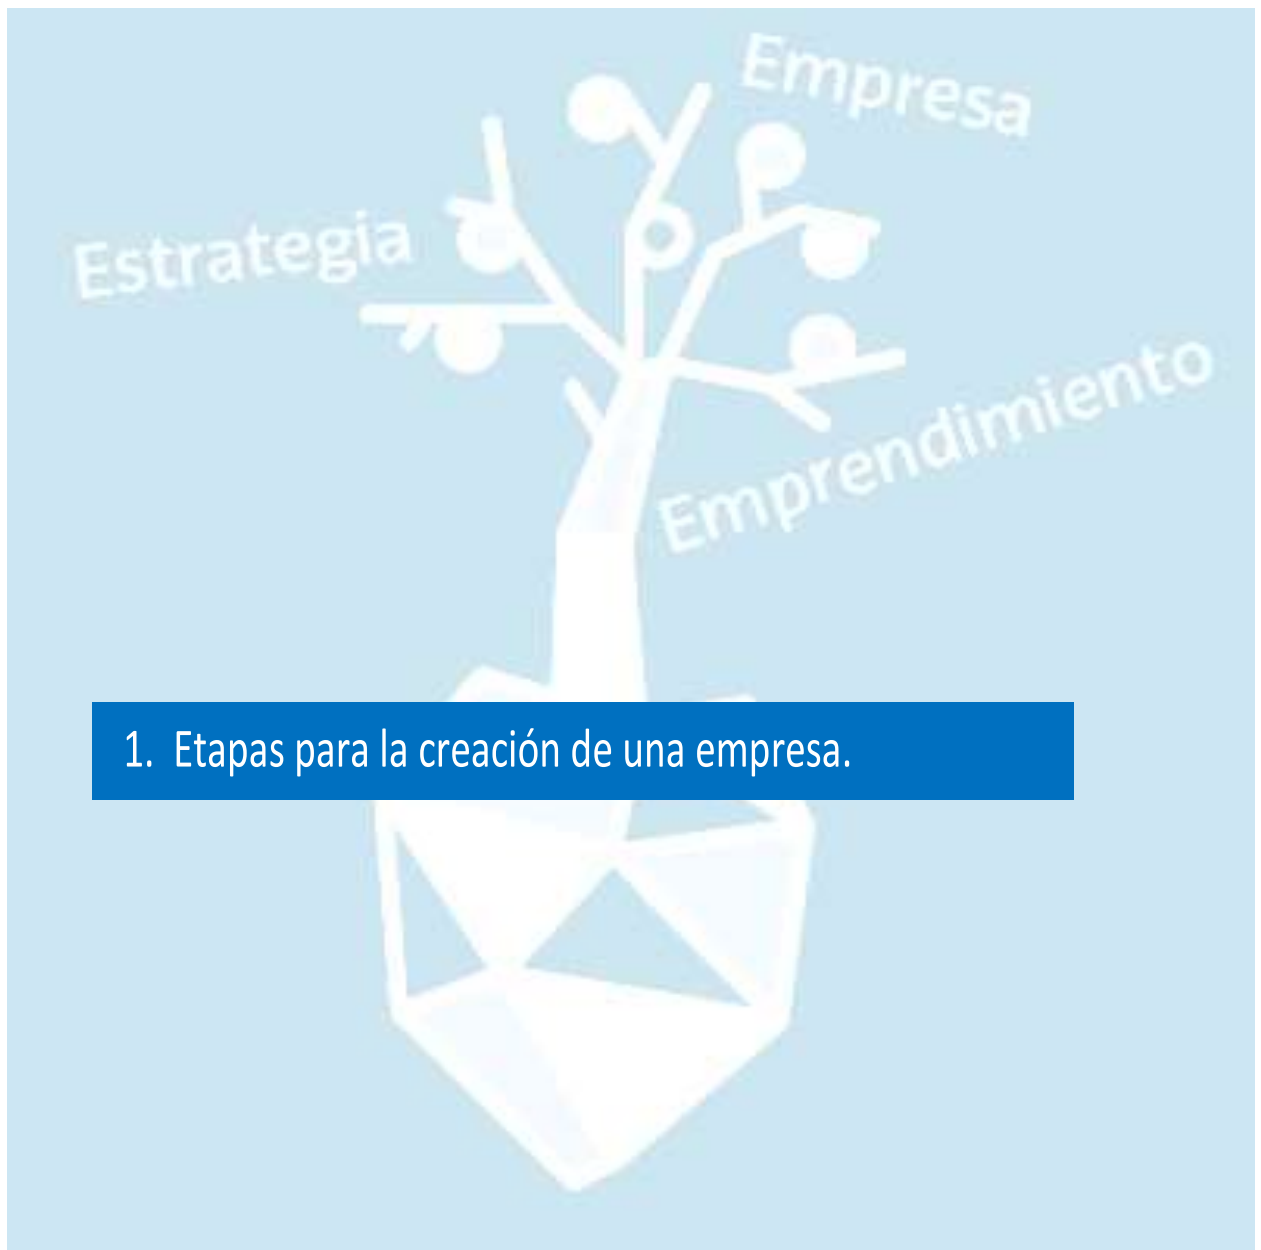 Empresa
Estrategia
Emprendimiento
1. Etapas para la creación de una empresa.